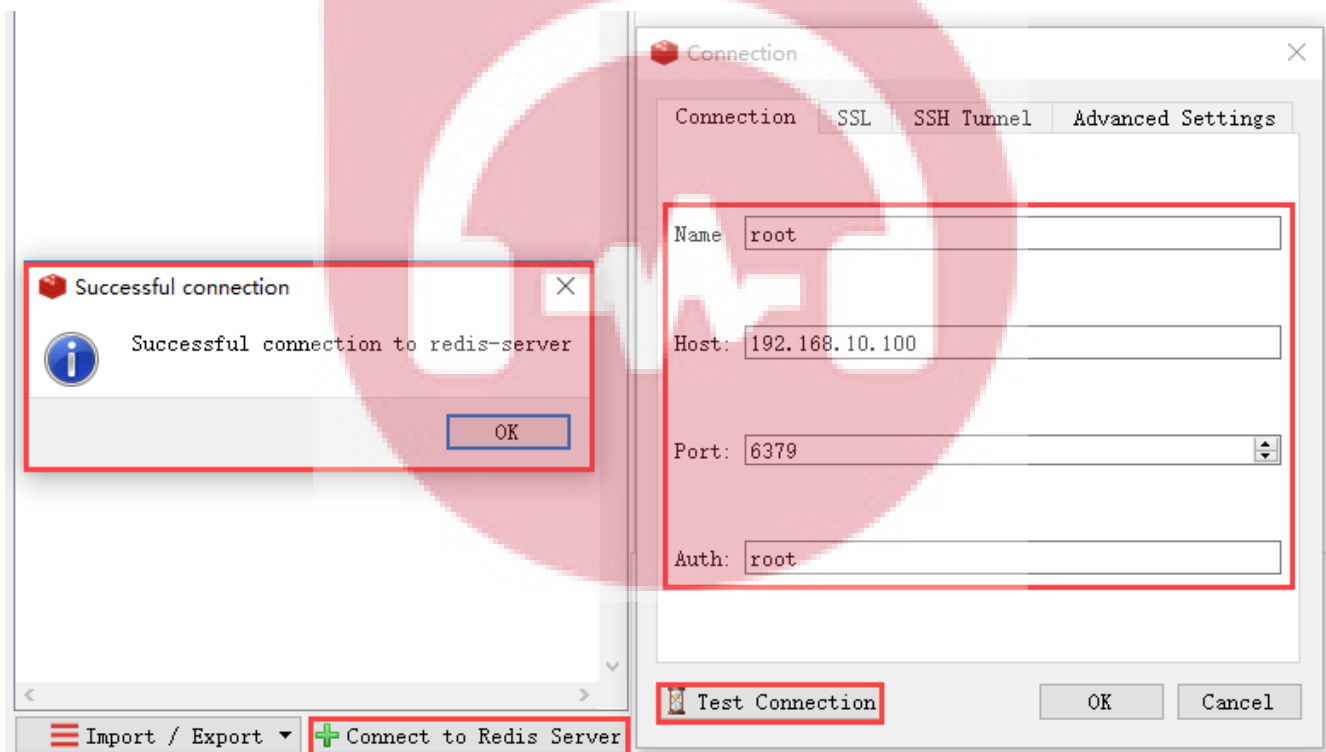 Successful connection
Successful connection to redis-server
OK
Import / Export
Connect to Redis Server
Connection
Connection SSL SSH Tunnel Advanced Settings
Name root
Host: 192.168.10.100
Port: 6379
Auth: root
Test Connection OK Cancel